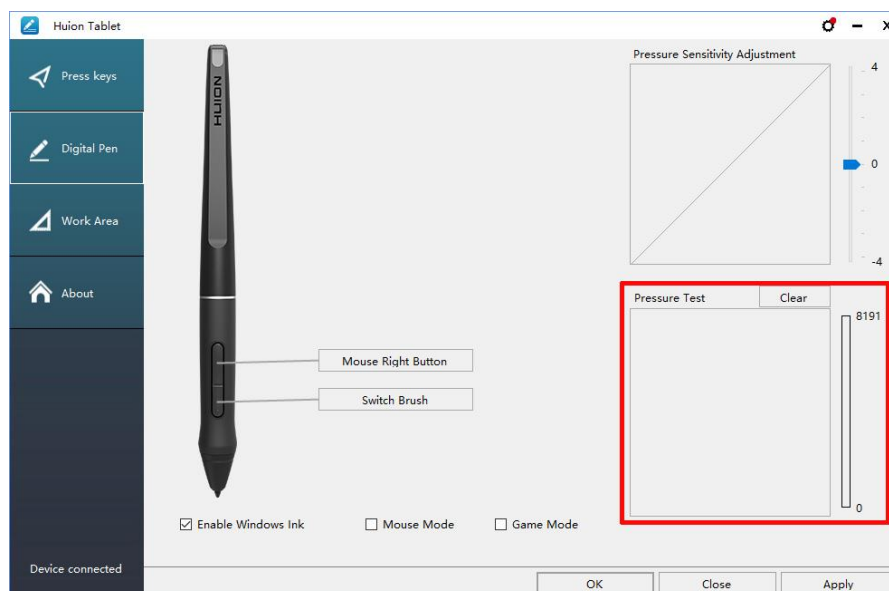 Huion Tablet
Press keys
Digital Pen
Work Area
About
Device connected
HUION
Mouse Right Button
Switch Brush
Enable Windows Ink
Mouse Mode
Game Mode
Pressure Sensitivity Adjustment
4
0
-4
Pressure Test
Clear
8191
0
OK
Close
Apply